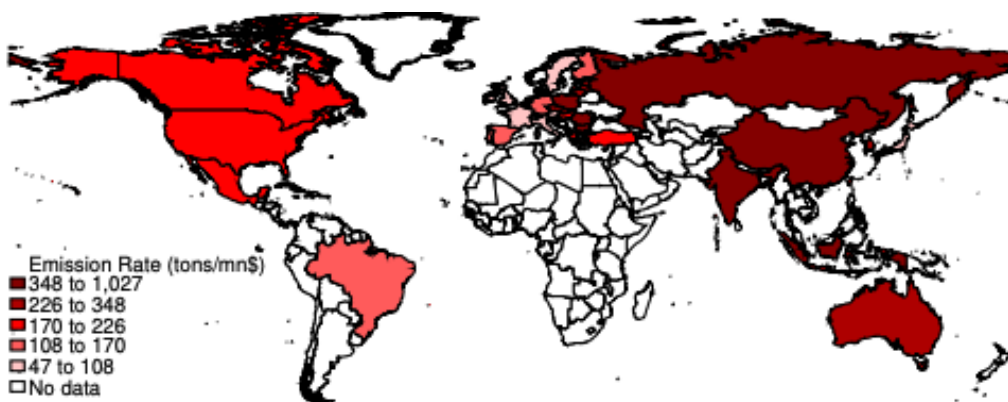 Emission Rate (tons/mn$)
348 to 1,027
226 to 348
170 to 226
108 to 170
47 to 108
No data